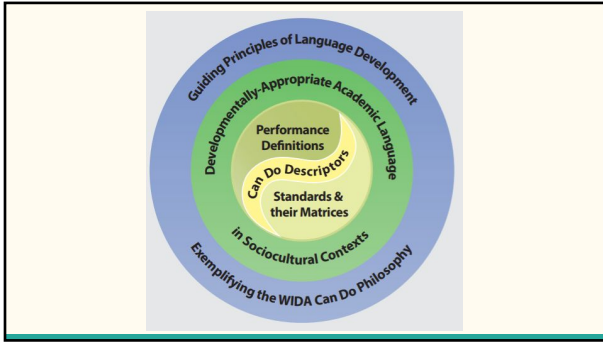 Guiding Principles of Language Development
Developmentally-Appropriate Academic Language
Performance
Definitions
Can Do Descriptors
Standards &
their Matrices
in Sociocultural Contexts
Exemplifying the WIDA Can Do Philosophy